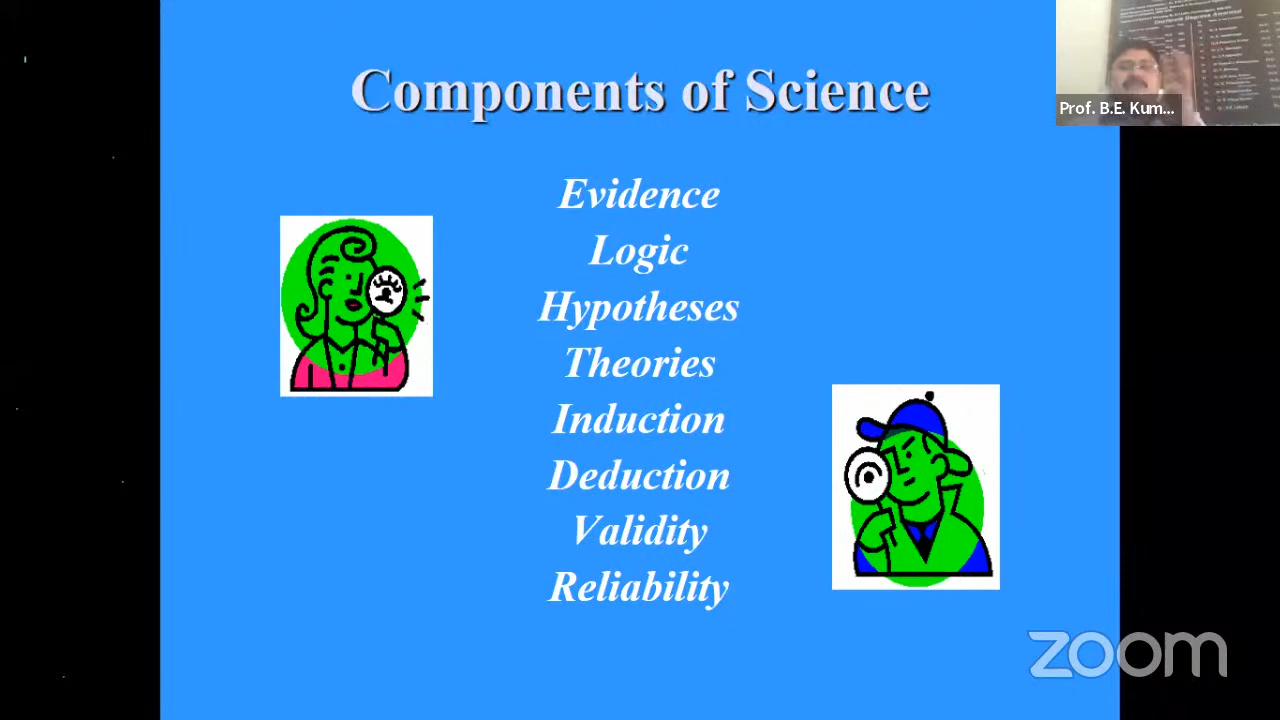 Components of Science
Evidence
Logic
Hypotheses
Theories
Induction
Deduction
Validity
Reliability
Prof. B.E. Kum...
zoom